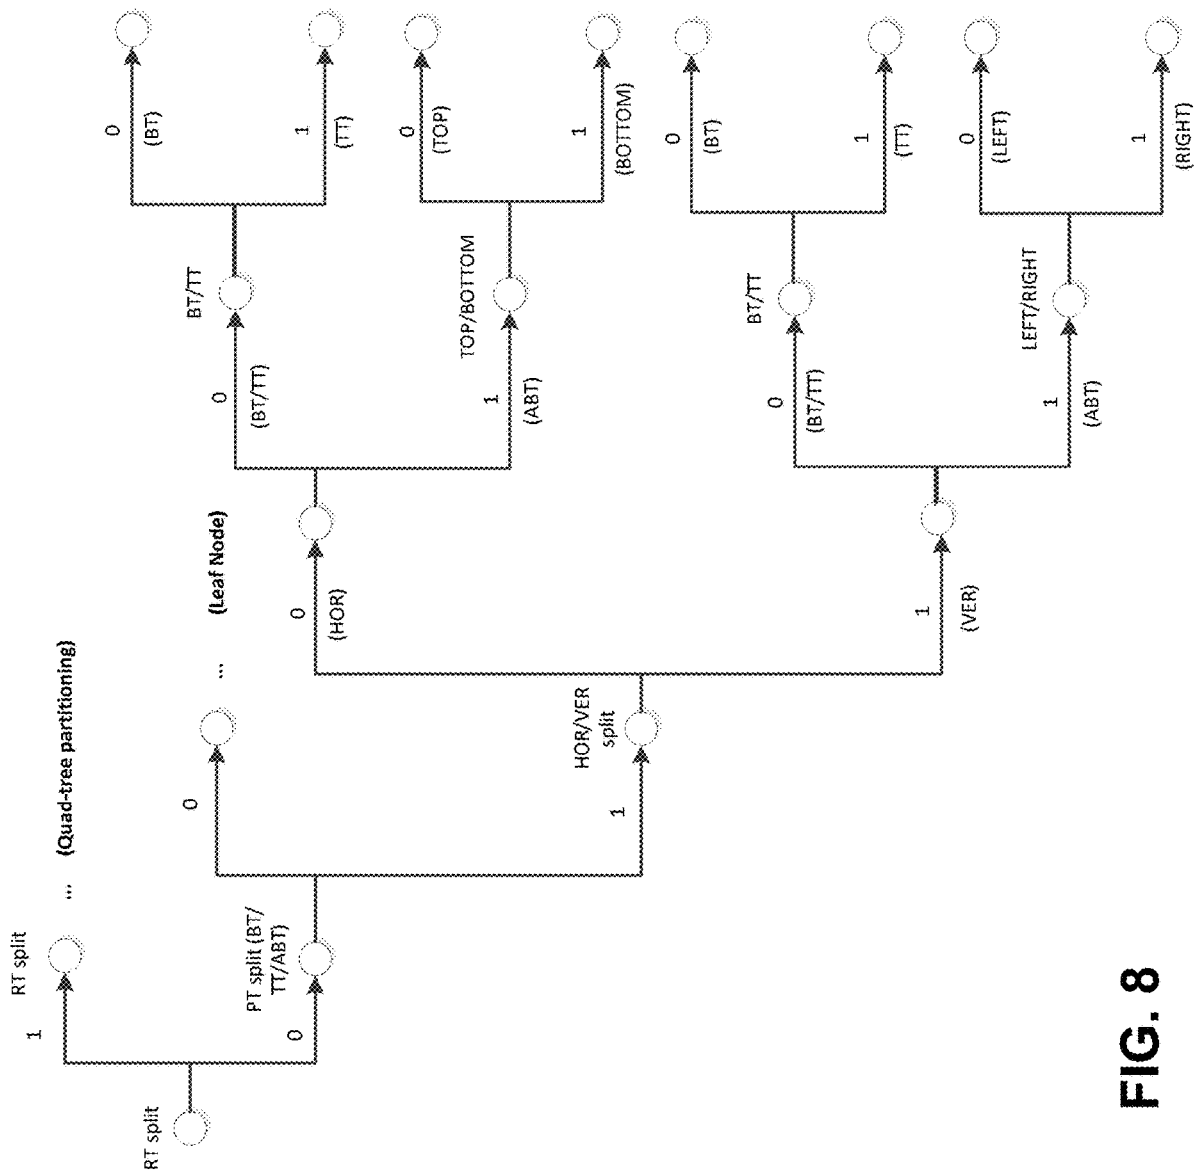 RT split
1
RT split
... (Quad-tree partitioning)
0
PT split (BT/
TT/ABT)
0
... (Leaf Node)
1
HOR/VER
split
0
(HOR)
1
(VER)
0
(BT/TT)
BT/TT
1
(ABT)
TOP/BOTTOM
0
(BT/TT)
BT/TT
1
(ABT)
LEFT/RIGHT
0
(BT)
1
(TT)
0
(TOP)
1
(BOTTOM)
0
(BT)
1
(TT)
0
(LEFT)
1
(RIGHT)
FIG. 8